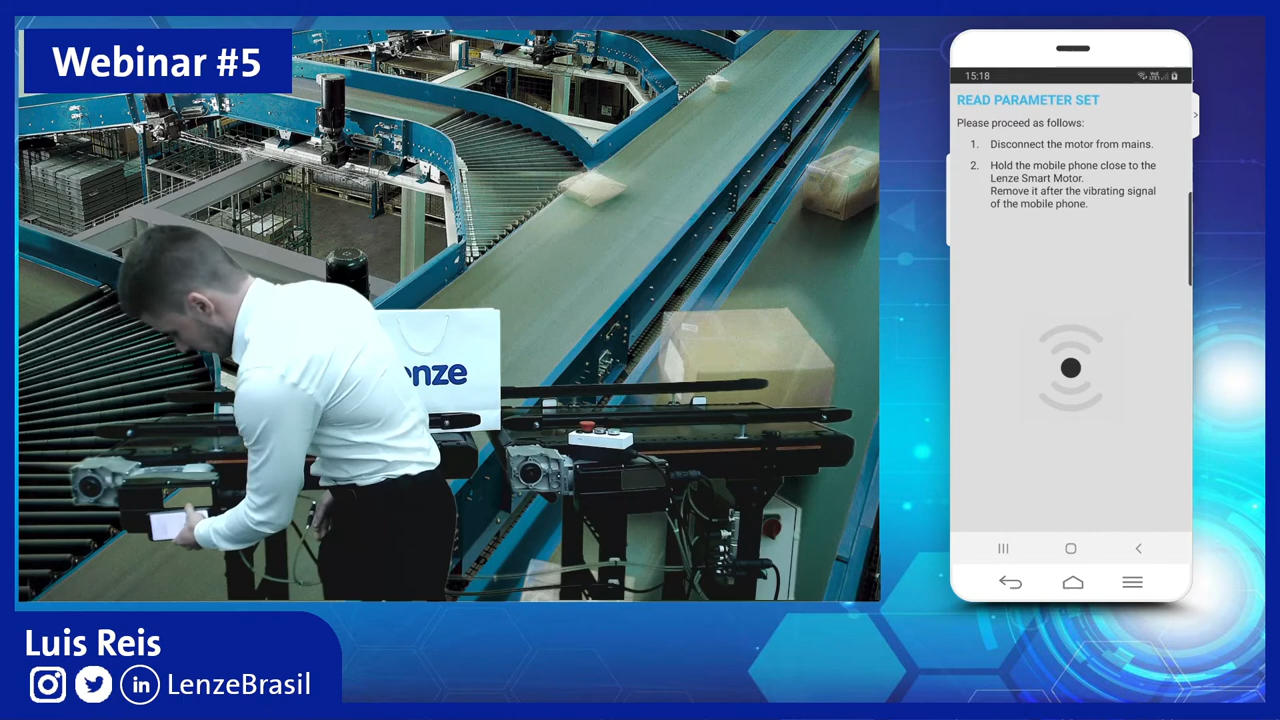 Webinar #5
enze
Luis Reis
LenzeBrasil
15:18
READ PARAMETER SET
Please proceed as follows:
1. Disconnect the motor from mains.
2. Hold the mobile phone close to the
Lenze Smart Motor.
Remove it after the vibrating signal
of the mobile phone.